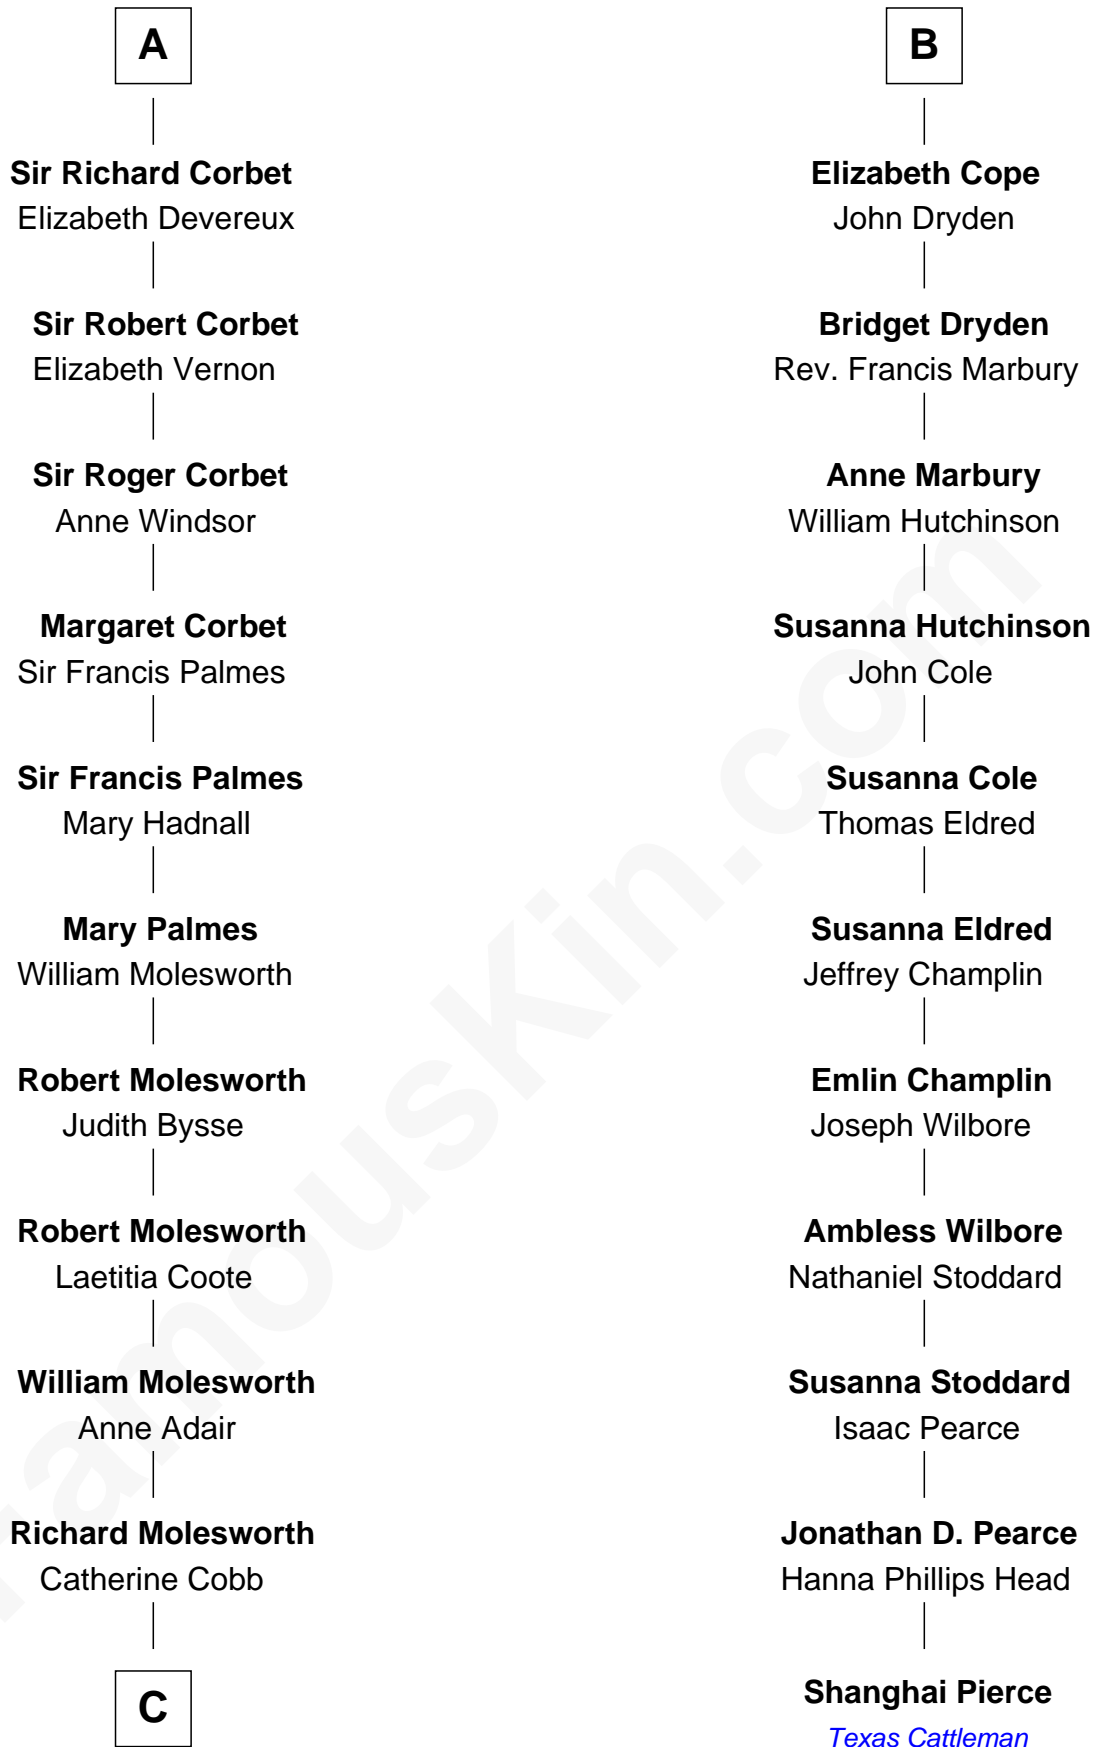 A
B
Sir Richard Corbet
Elizabeth Devereux
Elizabeth Cope
John Dryden
Sir Robert Corbet
Elizabeth Vernon
Bridget Dryden
Rev. Francis Marbury
Sir Roger Corbet
Anne Windsor
Anne Marbury
William Hutchinson
Margaret Corbet
Sir Francis Palmes
Susanna Hutchinson
John Cole
Sir Francis Palmes
Mary Hadnall
Susanna Cole
Thomas Eldred
Mary Palmes
William Molesworth
Susanna Eldred
Jeffrey Champlin
Robert Molesworth
Judith Bysse
Emlin Champlin
Joseph Wilbore
Robert Molesworth
Laetitia Coote
Ambless Wilbore
Nathaniel Stoddard
William Molesworth
Anne Adair
Susanna Stoddard
Isaac Pearce
Richard Molesworth
Catherine Cobb
Jonathan D. Pearce
Hanna Phillips Head
C
Shanghai Pierce
Texas Cattleman
FamousKin.com